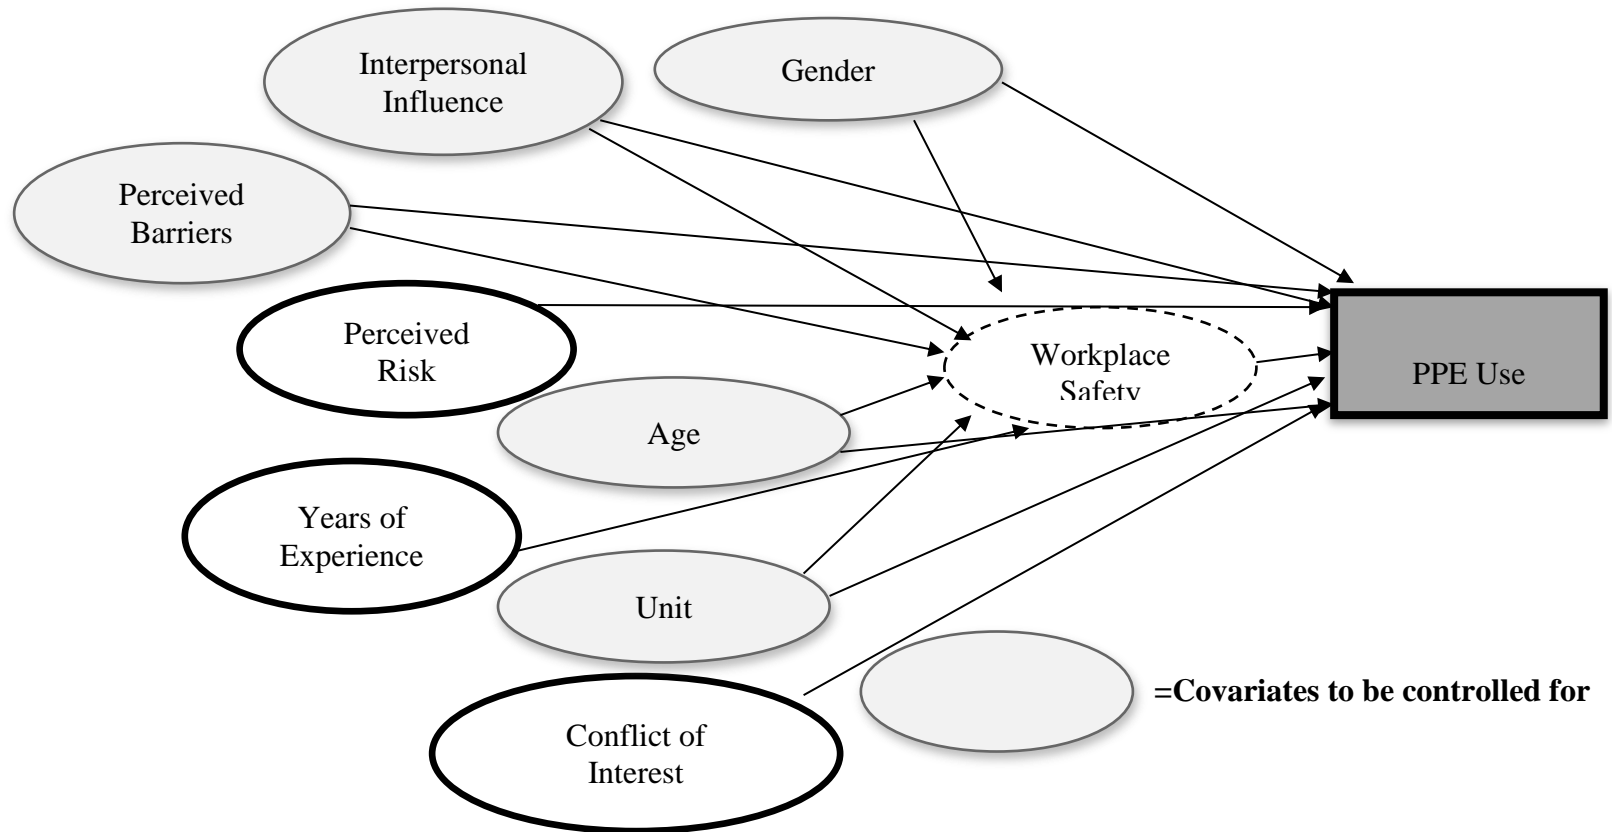 Interpersonal
Influence
Gender
Perceived
Barriers
Perceived
Risk
Workplace
Safety
PPE Use
Age
Years of
Experience
Unit
=Covariates to be controlled for
Conflict of
Interest